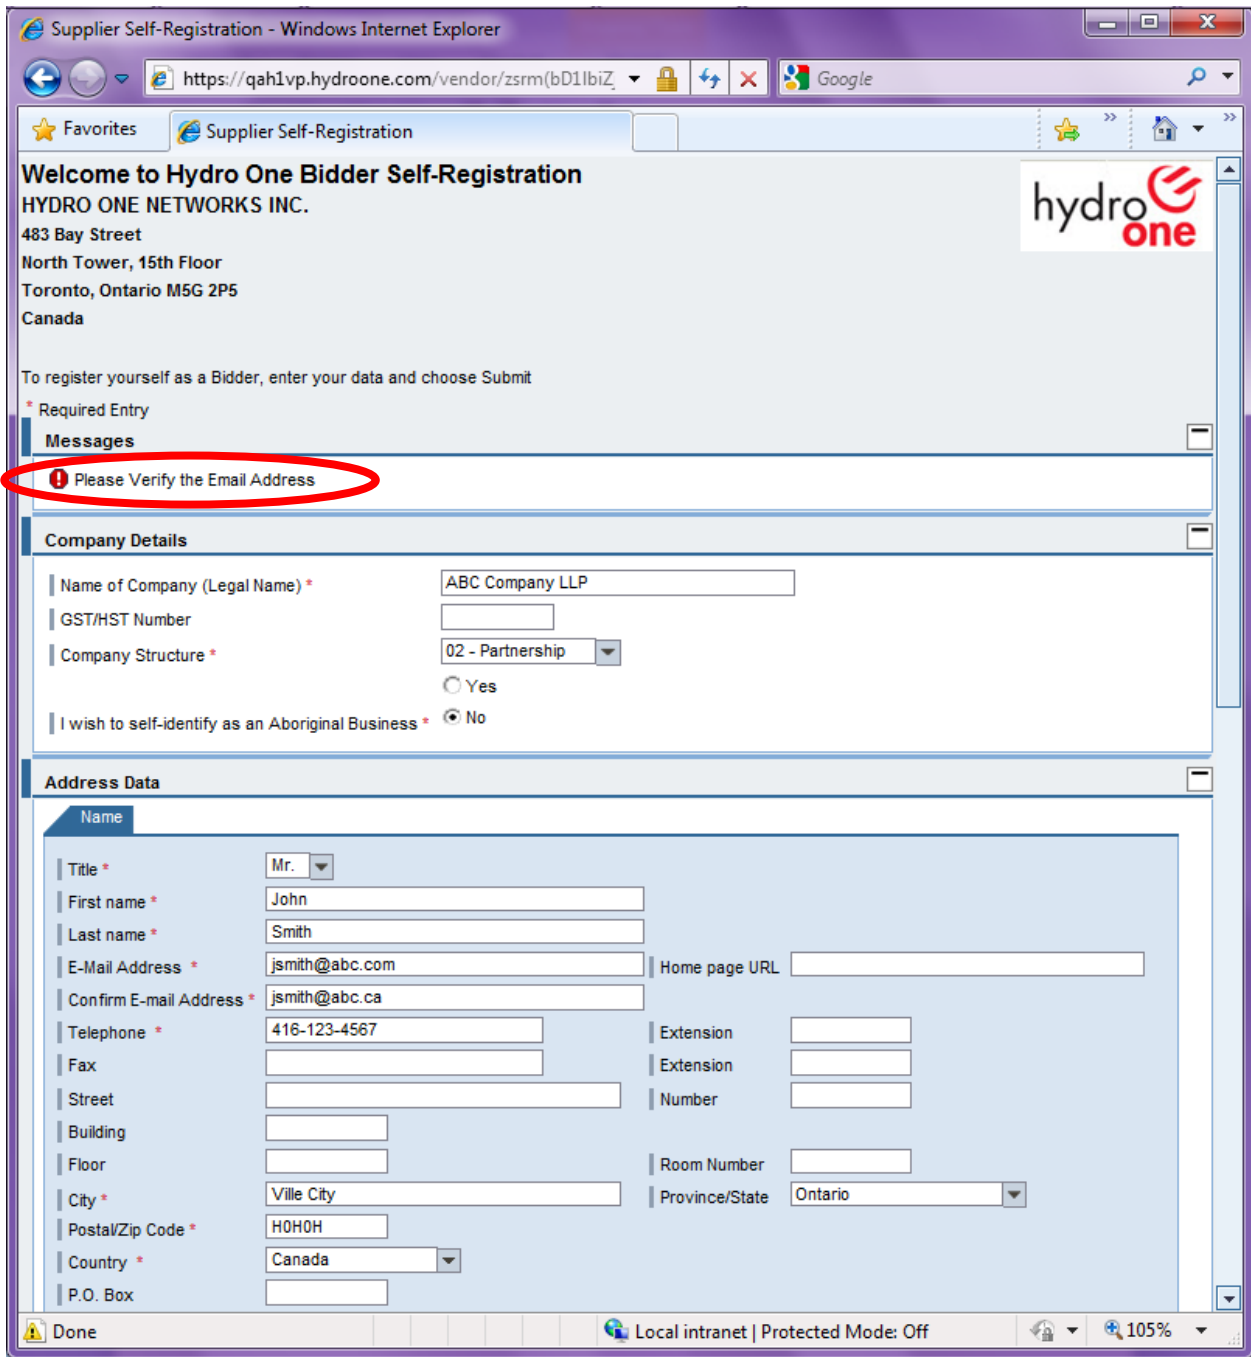 Supplier Self-Registration - Windows Internet Explorer
https://qah1vp.hydroone.com/vendor/zsrm(bD1lbiZ
Google
Favorites
Supplier Self-Registration
Welcome to Hydro One Bidder Self-Registration
HYDRO ONE NETWORKS INC.
483 Bay Street
North Tower, 15th Floor
Toronto, Ontario M5G 2P5
Canada
hydro
one
To register yourself as a Bidder, enter your data and choose Submit
* Required Entry
Messages
Please Verify the Email Address
Company Details
Name of Company (Legal Name) * ABC Company LLP
GST/HST Number
Company Structure * 02 - Partnership
Yes
I wish to self-identify as an Aboriginal Business * No
Address Data
Name
Title * Mr.
First name * John
Last name * Smith
E-Mail Address * jsmith@abc.com Home page URL
Confirm E-mail Address * jsmith@abc.ca
Telephone * 416-123-4567 Extension
Fax Extension
Street Number
Building
Floor Room Number
City * Ville City Province/State Ontario
Postal/Zip Code * H0H0H
Country * Canada
P.O. Box
Done Local intranet | Protected Mode: Off 105%